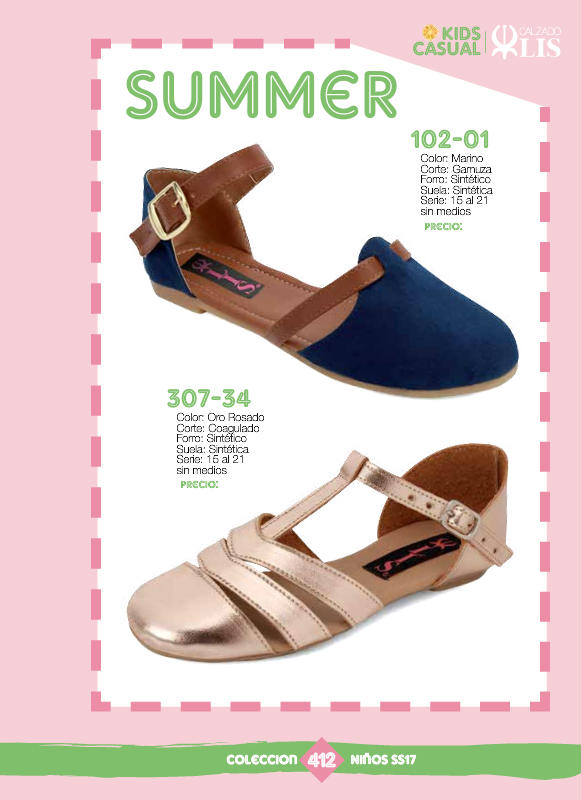 KIDS
CASUAL
CALZADO
LIS
SUMMER
102-01
Color: Marino
Corte: Gamuza
Forro: Sintético
Suela: Sintética
Serie: 15 al 21
sin medios
PRECIO:
307-34
Color: Oro Rosado
Corte: Coagulado
Forro: Sintético
Suela: Sintética
Serie: 15 al 21
sin medios
PRECIO:
COLECCION 412 NIÑOS SS17